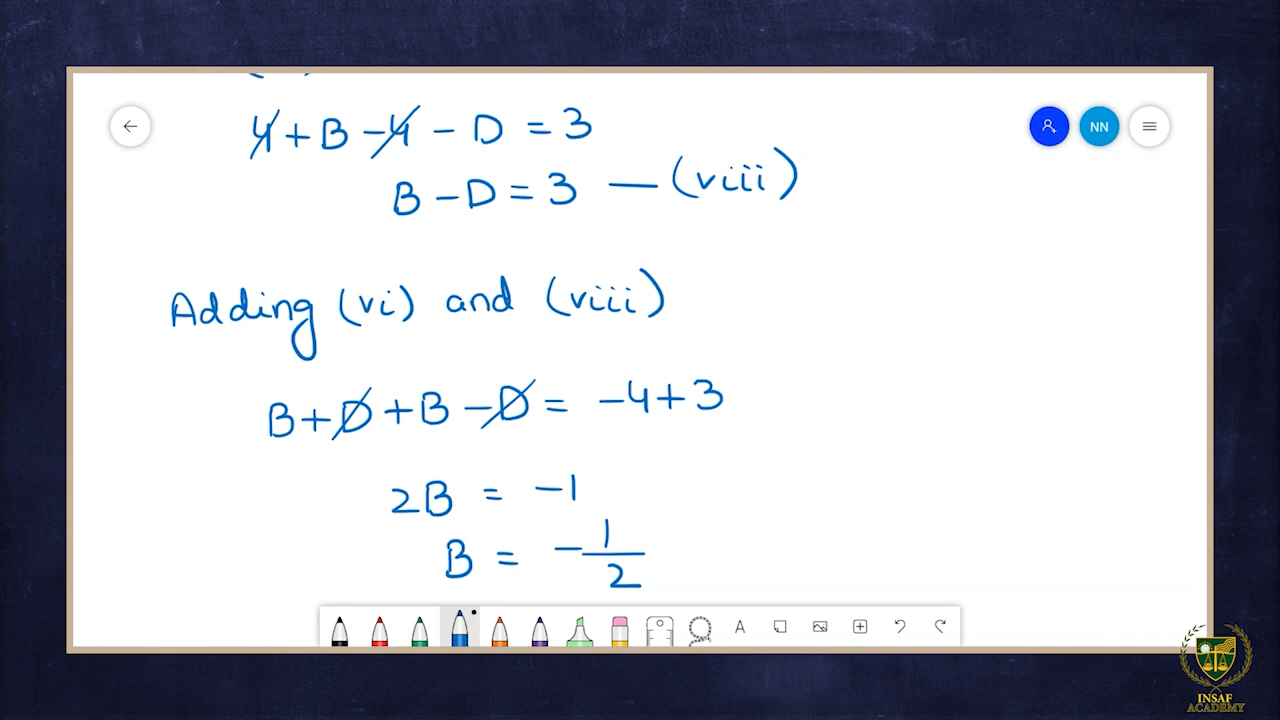 4+B-4-D=3
B-D=3 —(viii)
NN
Adding (vi) and (viii)
B+D+B-D= -4+3
2B = -1
B = -1/2
A
INSAF
ACADEMY